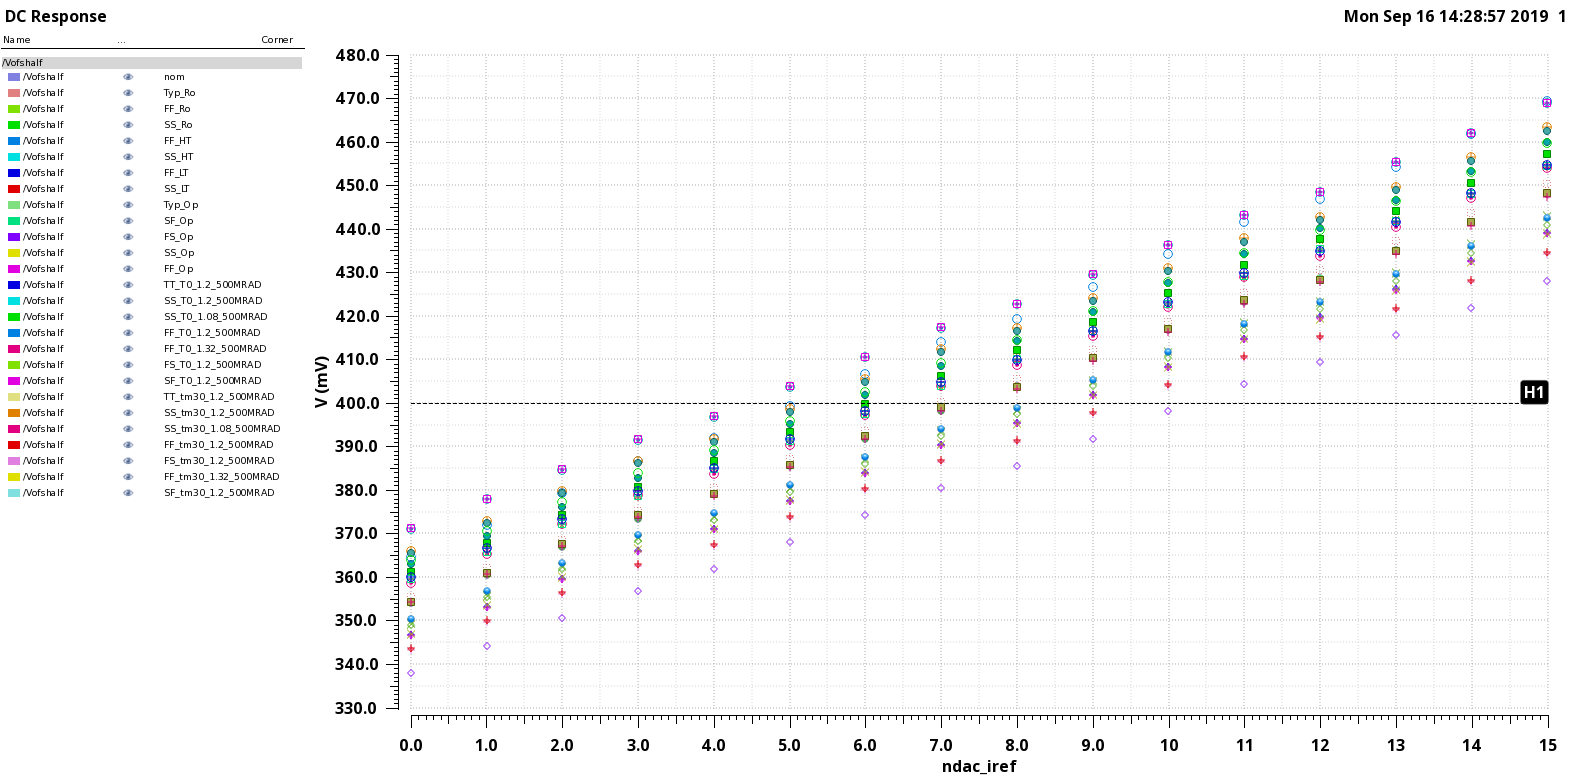 DC Response
Mon Sep 16 14:28:57 2019 1
Name ... Corner
/Vofshalf
/Vofshalf nom
/Vofshalf Typ_Ro
/Vofshalf FF_Ro
/Vofshalf SS_Ro
/Vofshalf FF_HT
/Vofshalf SS_HT
/Vofshalf FF_LT
/Vofshalf SS_LT
/Vofshalf Typ_Op
/Vofshalf SF_Op
/Vofshalf FS_Op
/Vofshalf SS_Op
/Vofshalf FF_Op
/Vofshalf TT_T0_1.2_500MRAD
/Vofshalf SS_T0_1.2_500MRAD
/Vofshalf SS_T0_1.08_500MRAD
/Vofshalf FF_T0_1.2_500MRAD
/Vofshalf FF_T0_1.32_500MRAD
/Vofshalf FS_T0_1.2_500MRAD
/Vofshalf SF_T0_1.2_500MRAD
/Vofshalf TT_tm30_1.2_500MRAD
/Vofshalf SS_tm30_1.2_500MRAD
/Vofshalf SS_tm30_1.08_500MRAD
/Vofshalf FF_tm30_1.2_500MRAD
/Vofshalf FS_tm30_1.2_500MRAD
/Vofshalf FF_tm30_1.32_500MRAD
/Vofshalf SF_tm30_1.2_500MRAD
V (mV)
480.0
470.0
460.0
450.0
440.0
430.0
420.0
410.0
400.0
390.0
380.0
370.0
360.0
350.0
340.0
330.0
H1
0.0 1.0 2.0 3.0 4.0 5.0 6.0 7.0 8.0 9.0 10 11 12 13 14 15
ndac_iref